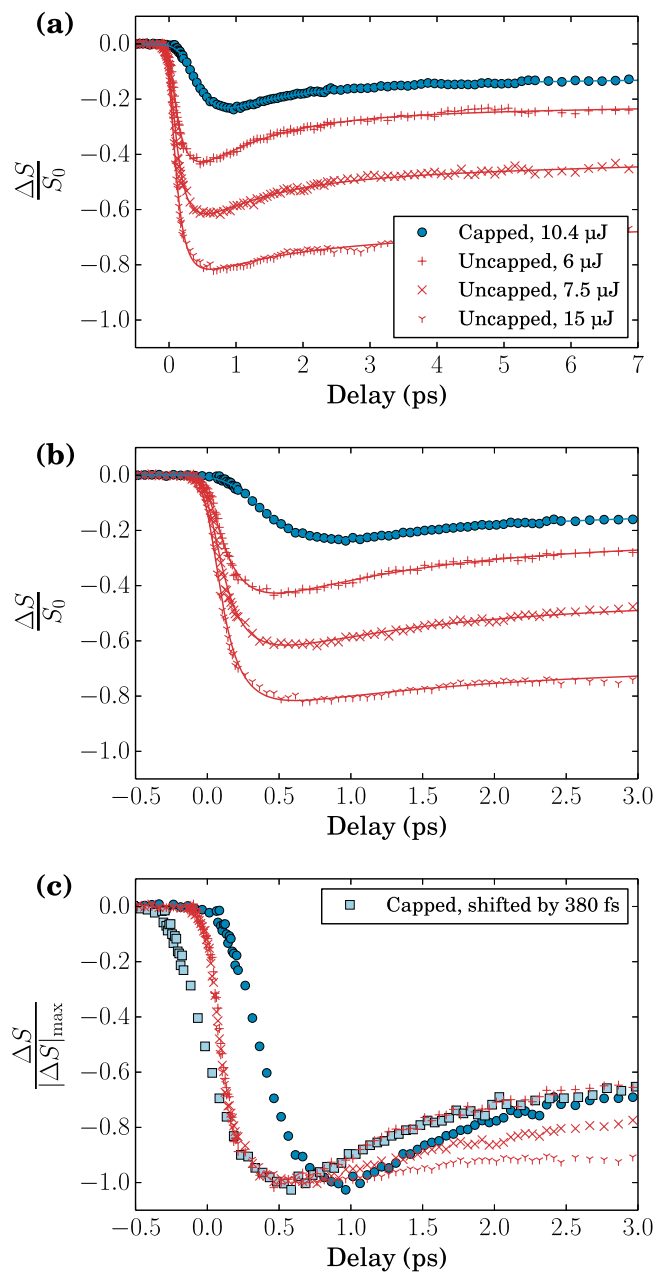 (a)
0.0
−0.2
−0.4
−0.6
−0.8
−1.0
ΔS
S0
Capped, 10.4 μJ
Uncapped, 6 μJ
Uncapped, 7.5 μJ
Uncapped, 15 μJ
0 1 2 3 4 5 6 7
Delay (ps)
(b)
0.0
−0.2
−0.4
−0.6
−0.8
−1.0
ΔS
S0
−0.5 0.0 0.5 1.0 1.5 2.0 2.5 3.0
Delay (ps)
(c)
Capped, shifted by 380 fs
0.0
−0.2
−0.4
−0.6
−0.8
−1.0
ΔS
|ΔS|max
−0.5 0.0 0.5 1.0 1.5 2.0 2.5 3.0
Delay (ps)